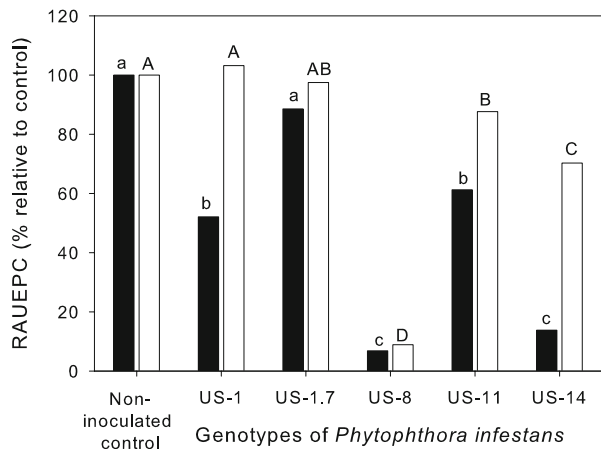 RAUEPC (% relative to control)
120
100
80
60
40
20
0
a
A
b
A
a
AB
c
D
b
B
c
C
Non-
inoculated
control
US-1
US-1.7
US-8
US-11
US-14
Genotypes of Phytophthora infestans